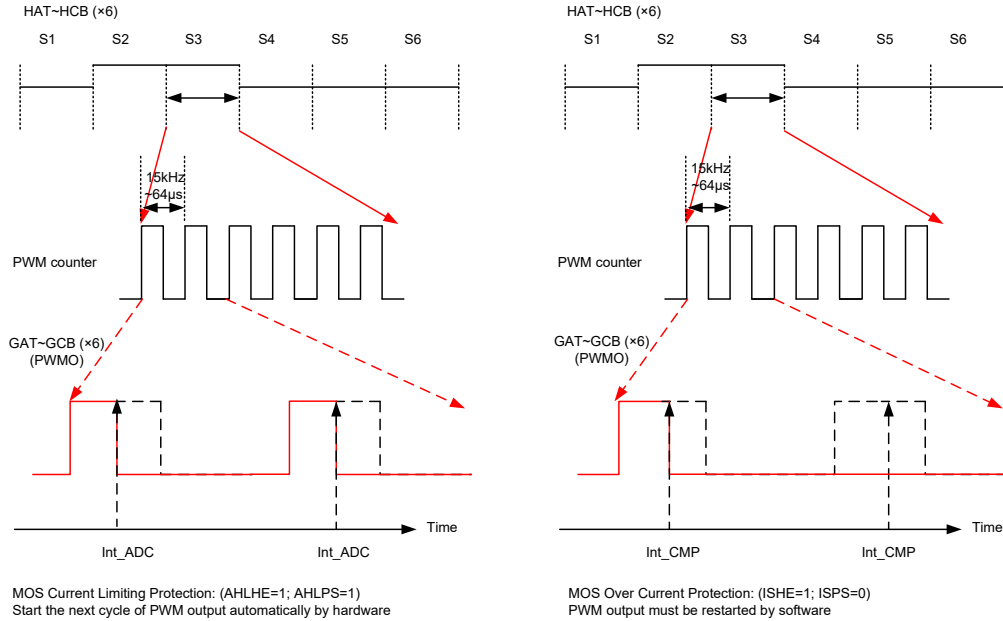 HAT~HCB (×6)
S1 S2 S3 S4 S5 S6
15kHz
~64µs
PWM counter
GAT~GCB (×6)
(PWMO)
Time
Int_ADC Int_ADC
MOS Current Limiting Protection: (AHLHE=1; AHLPS=1)
Start the next cycle of PWM output automatically by hardware
HAT~HCB (×6)
S1 S2 S3 S4 S5 S6
15kHz
~64µs
PWM counter
GAT~GCB (×6)
(PWMO)
Time
Int_CMP Int_CMP
MOS Over Current Protection: (ISHE=1; ISPS=0)
PWM output must be restarted by software